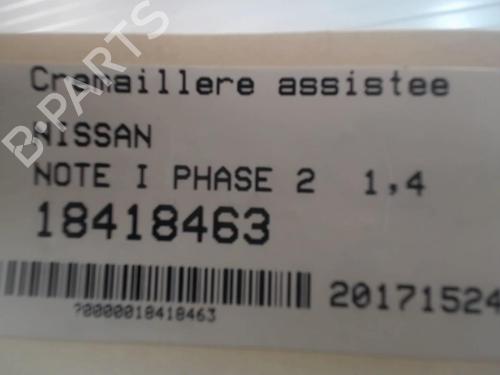 B-PARTS
Cremaillere assistee
NISSAN
NOTE I PHASE 2 1,4
18418463
20171524
?0000018418463